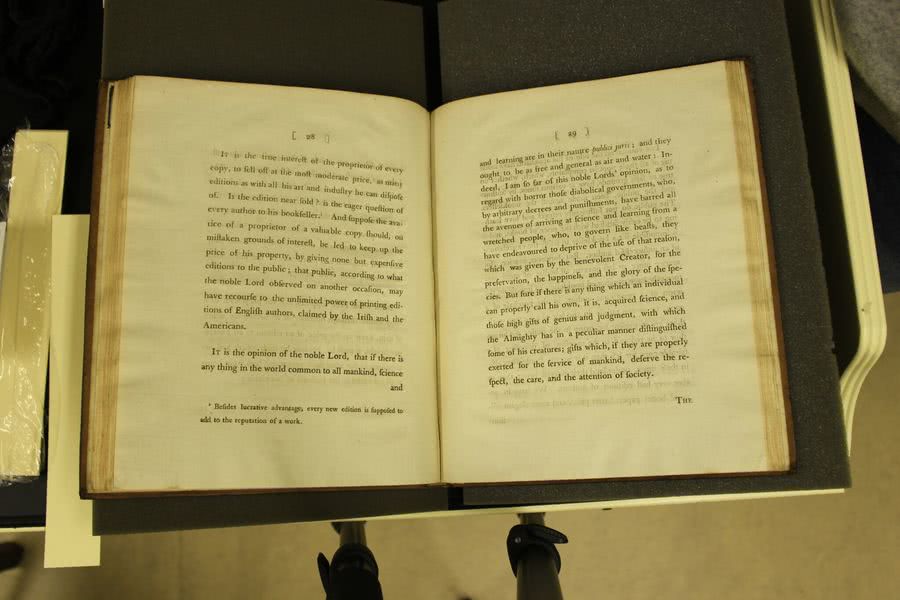 [ 28 ]
IT is the true intereſt of the proprietor of every
copy, to ſell off at the moſt moderate price, as many
editions as with all his art and induſtry he can diſpoſe
of. Is the edition near ſold? is the eager queſtion of
every author to his bookſeller. And ſuppoſe the ava-
rice of a proprietor of a valuable copy ſhould, on
miſtaken grounds of intereſt, be led to keep up the
price of his property, by giving none but expenſive
editions to the public; that public, according to what
the noble Lord obſerved on another occaſion, may
have recourſe to the unlimited power of printing edi-
tions of Engliſh authors, claimed by the Iriſh and the
Americans.
IT is the opinion of the noble Lord, that if there is
any thing in the world common to all mankind, ſcience
and
* Beſides lucrative advantage, every new edition is ſuppoſed to
add to the reputation of a work.
[ 29 ]
and learning are in their nature publici juris; and they
ought to be as free and general as air and water: In-
deed, I am ſo far of this noble Lords' opinion, as to
regard with horror thoſe diabolical governments, who,
by arbitrary decrees and puniſhments, have barred all
the avenues of arriving at ſcience and learning from a
wretched people, who, to govern like beaſts, they
have endeavoured to deprive of the uſe of that reaſon,
which was given by the benevolent Creator, for the
preſervation, the happineſs, and the glory of the ſpe-
cies. But ſure if there is any thing which an individual
can properly call his own, it is, acquired ſcience, and
thoſe high gifts of genius and judgment, with which
the Almighty has in a peculiar manner diſtinguiſhed
ſome of his creatures; gifts which, if they are properly
exerted for the ſervice of mankind, deſerve the re-
ſpect, the care, and the attention of ſociety.
THE